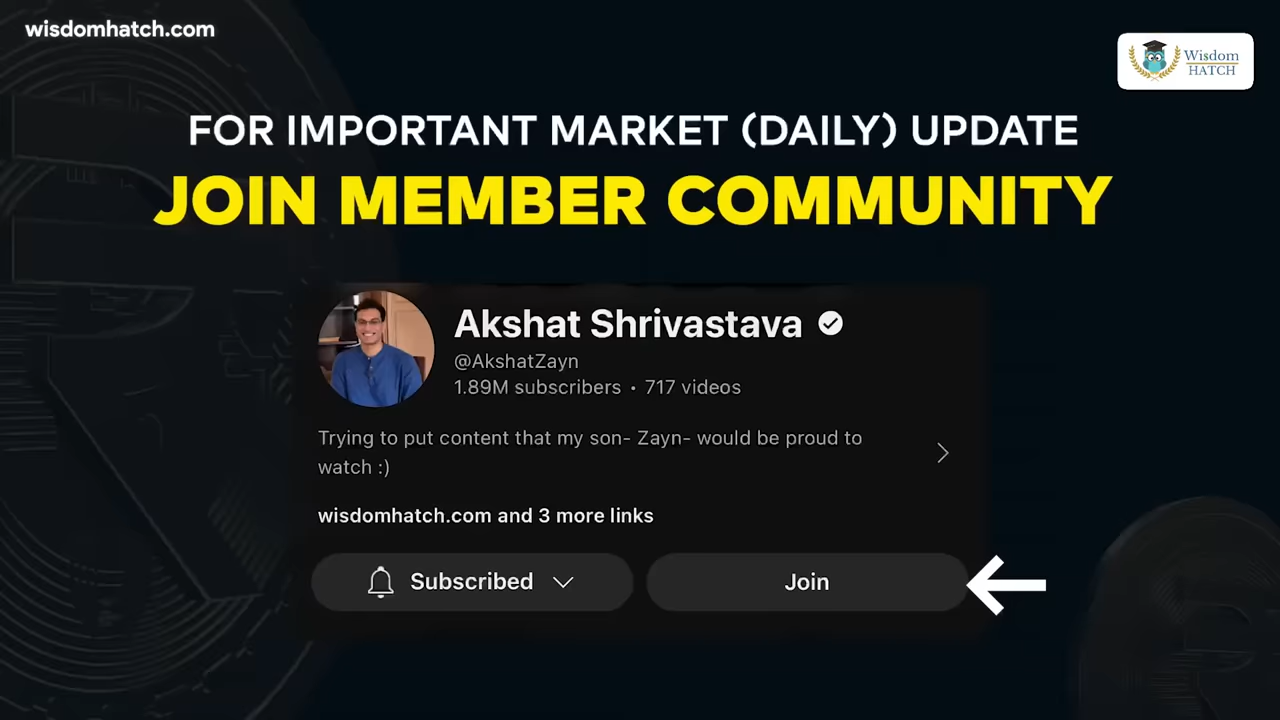 wisdomhatch.com
Wisdom
HATCH
FOR IMPORTANT MARKET (DAILY) UPDATE
JOIN MEMBER COMMUNITY
Akshat Shrivastava
@AkshatZayn
1.89M subscribers • 717 videos
Trying to put content that my son- Zayn- would be proud to
watch :)
wisdomhatch.com and 3 more links
Subscribed
Join